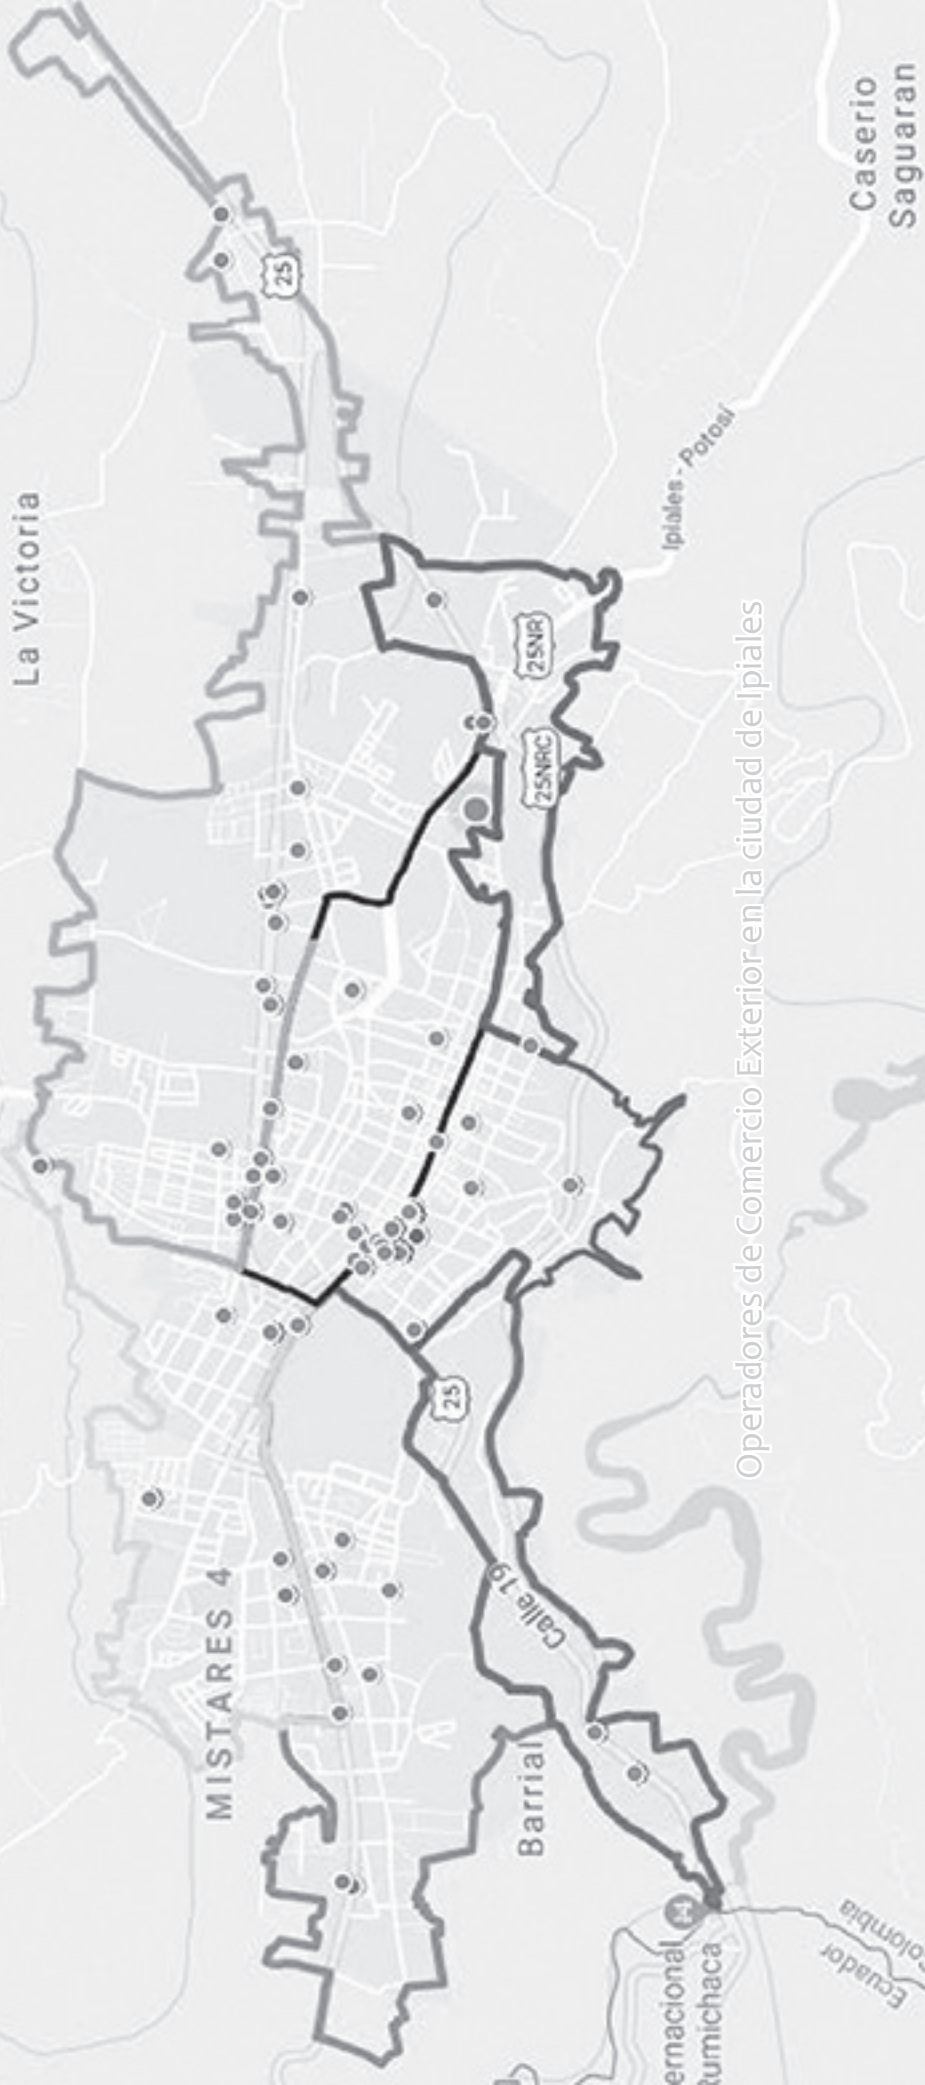 La Victoria
MISTARES 4
Barrial
25
25
25NR
25NRC
Calle 19
Ipiales - Potosí
Caserio
Saguaran
ernacional
Rumichaca
Ecuador
Colombia
Operadores de Comercio Exterior en la ciudad de Ipiales